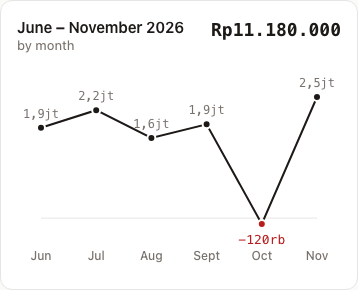 June – November 2026
Rp11.180.000
by month
1,9jt
2,2jt
1,6jt
1,9jt
2,5jt
−120rb
Jun
Jul
Aug
Sept
Oct
Nov